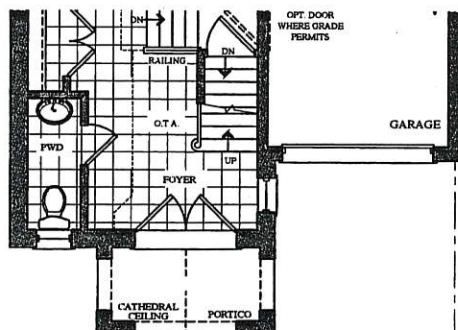 OPT. DOOR
WHERE GRADE
PERMITS
DN
DN
RAILING
O.T.A.
GARAGE
PWD
UP
FOYER
CATHEDRAL
CEILING
PORTICO